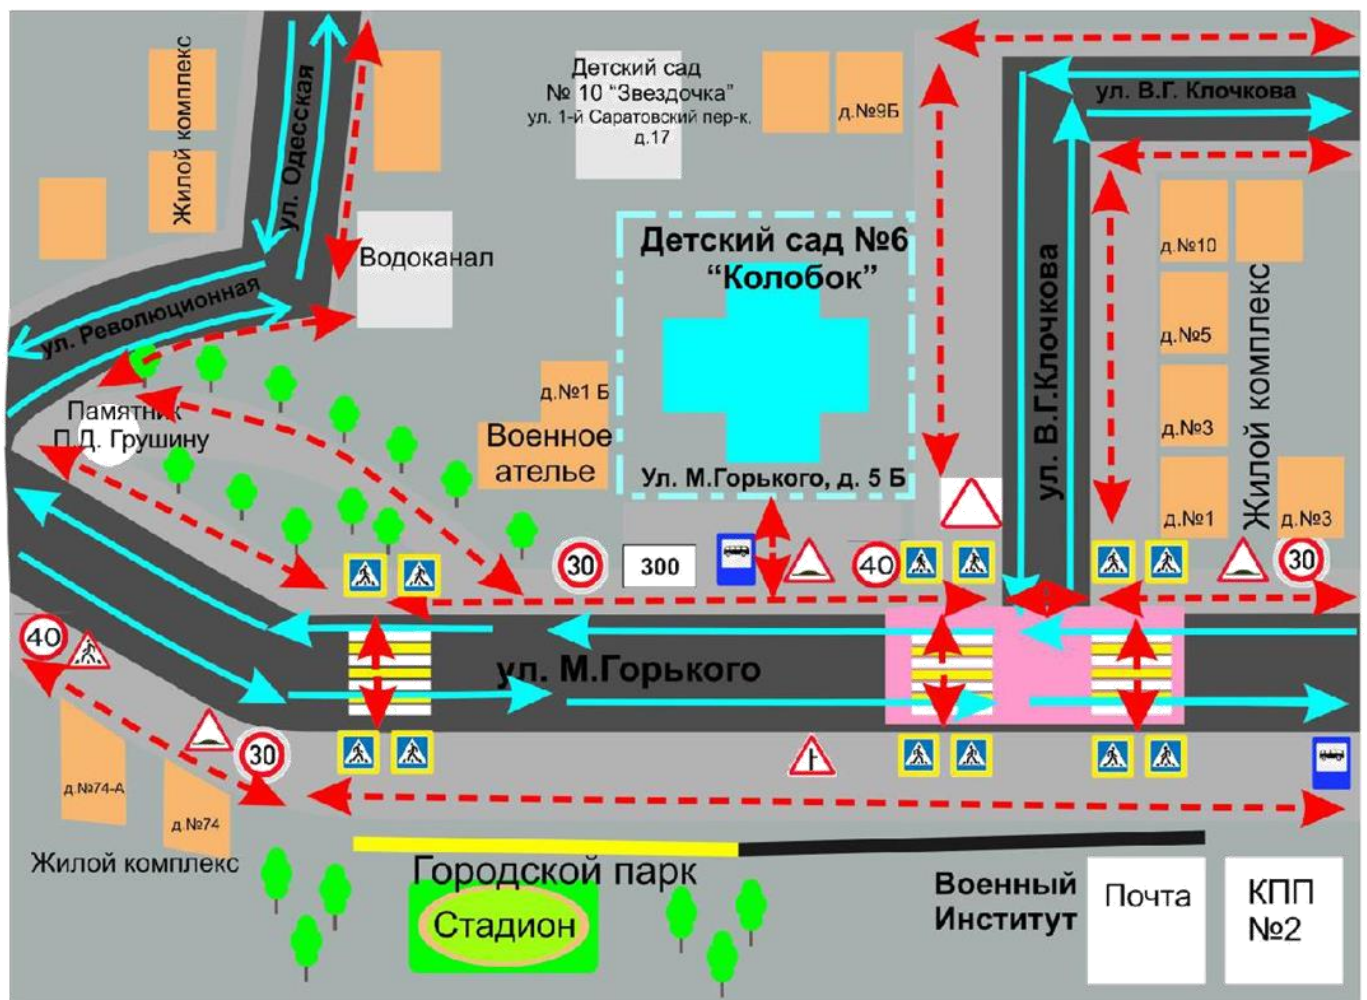 Жилой комплекс
ул. Одесская
Детский сад
№ 10 “Звездочка”
ул. 1-й Саратовский пер-к,
д.17
д.№9Б
ул. В.Г. Клочкова
Водоканал
ул. Революционная
Детский сад №6
“Колобок”
Ул. М.Горького, д. 5 Б
ул. В.Г.Клочкова
д.№10
д.№5
д.№3
д.№1
Жилой комплекс
д.№3
Памятник
П.Д. Грушину
д.№1 Б
Военное
ателье
30
300
40
30
40
ул. М.Горького
30
д.№74-А
д.№74
Жилой комплекс
Городской парк
Стадион
Военный
Институт
Почта
КПП
№2